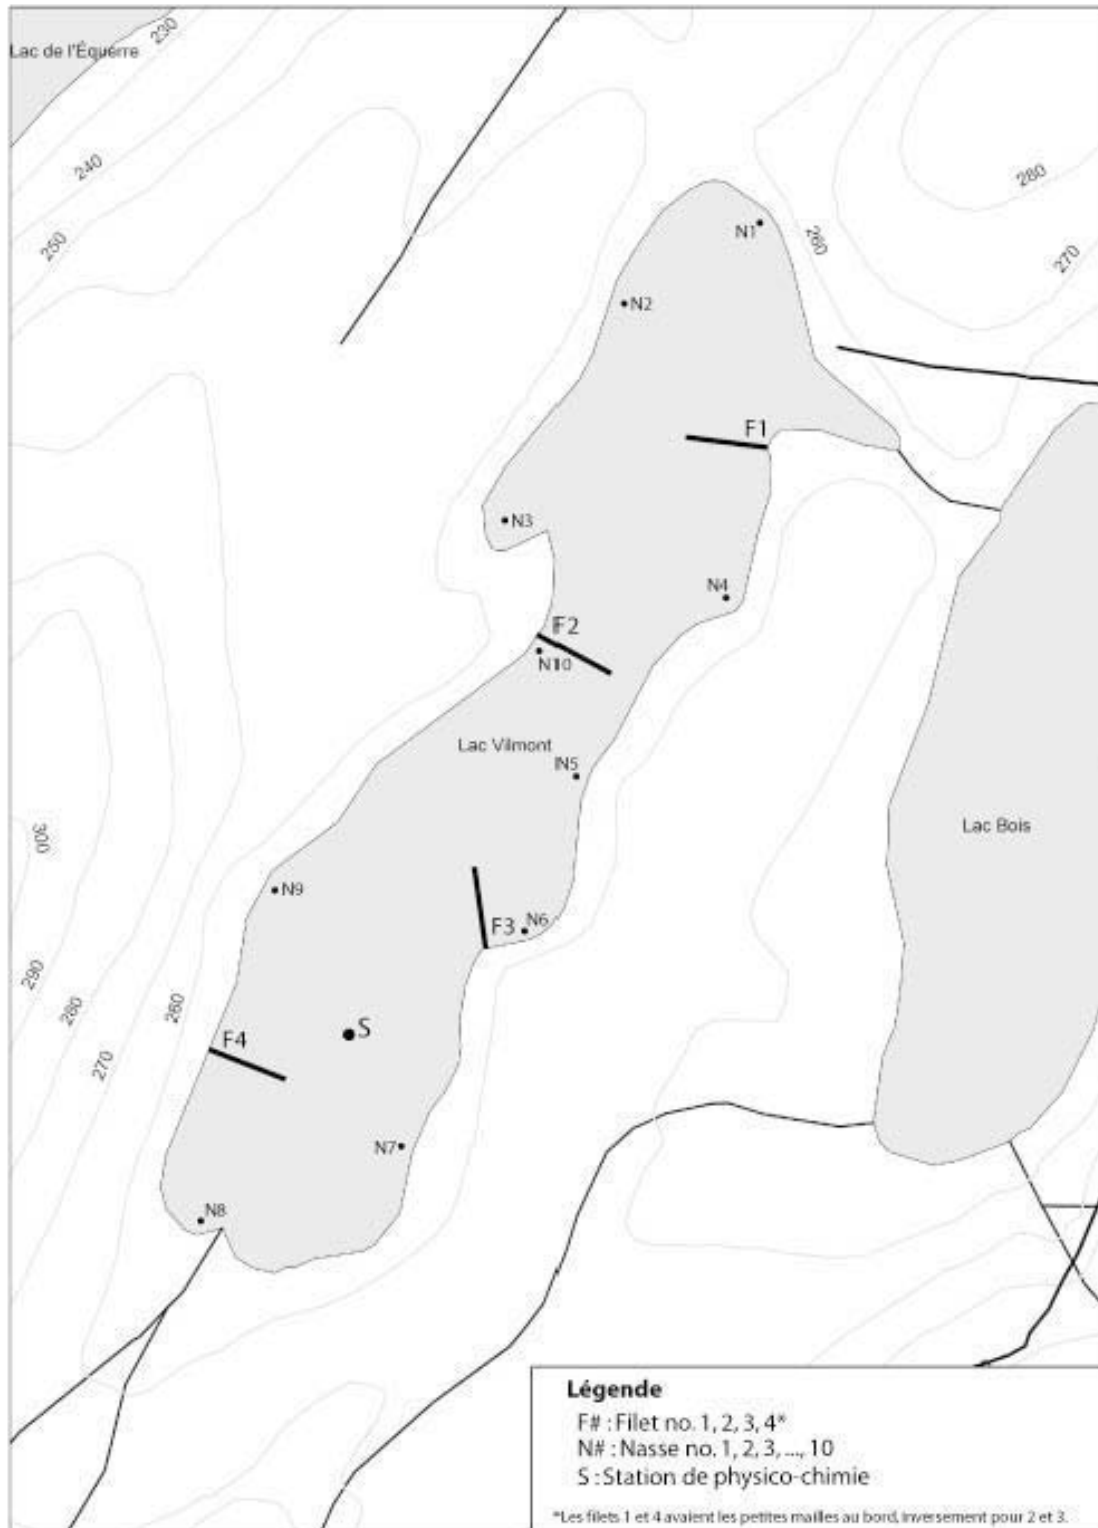 Lac de l'Équerre
230
240
250
280
260
270
N1
N2
F1
N3
N4
F2
N10
Lac Vilmont
N5
Lac Bois
300
N9
F3
N6
290
280
260
270
S
F4
N7
N8
Légende
F# : Filet no. 1, 2, 3, 4*
N# : Nasse no. 1, 2, 3, ..., 10
S : Station de physico-chimie
*Les filets 1 et 4 avaient les petites mailles au bord, inversement pour 2 et 3.